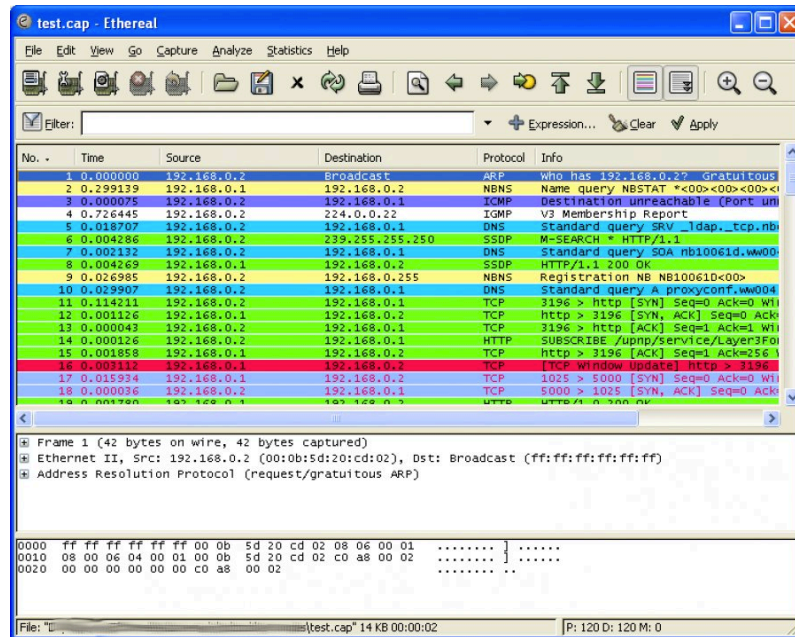 test.cap - Ethereal
File Edit View Go Capture Analyze Statistics Help
Filter: Expression... Clear Apply
No. . Time Source Destination Protocol Info
1 0.000000 192.168.0.2 Broadcast ARP Who has 192.168.0.2? Gratuitous
2 0.299139 192.168.0.1 192.168.0.2 NBNS Name query NBSTAT *<00><00><00><
3 0.000075 192.168.0.2 192.168.0.1 ICMP Destination unreachable (Port un
4 0.726445 192.168.0.2 224.0.0.22 IGMP V3 Membership Report
5 0.018707 192.168.0.2 192.168.0.1 DNS Standard query SRV _ldap._tcp.nb
6 0.004286 192.168.0.2 239.255.255.250 SSDP M-SEARCH * HTTP/1.1
7 0.002132 192.168.0.2 192.168.0.1 DNS Standard query SOA nb10061d.ww00
8 0.004269 192.168.0.1 192.168.0.2 SSDP HTTP/1.1 200 OK
9 0.026985 192.168.0.2 192.168.0.255 NBNS Registration NB NB10061D<00>
10 0.029907 192.168.0.2 192.168.0.1 DNS Standard query A proxyconf.ww004
11 0.114211 192.168.0.2 192.168.0.1 TCP 3196 > http [SYN] Seq=0 Ack=0 Wi
12 0.001126 192.168.0.1 192.168.0.2 TCP http > 3196 [SYN, ACK] Seq=0 Ack
13 0.000043 192.168.0.2 192.168.0.1 TCP 3196 > http [ACK] Seq=1 Ack=1 Wi
14 0.000126 192.168.0.2 192.168.0.1 HTTP SUBSCRIBE /upnp/service/Layer3Fo
15 0.001858 192.168.0.1 192.168.0.2 TCP http > 3196 [ACK] Seq=1 Ack=256
16 0.003112 192.168.0.1 192.168.0.2 TCP [TCP Window Update] http > 3196
17 0.015934 192.168.0.1 192.168.0.2 TCP 1025 > 5000 [SYN] Seq=0 Ack=0 Wi
18 0.000036 192.168.0.2 192.168.0.1 TCP 5000 > 1025 [SYN, ACK] Seq=0 Ack
19 0.001780 192.168.0.1 192.168.0.2 HTTP HTTP/1.0 200 OK
Frame 1 (42 bytes on wire, 42 bytes captured)
Ethernet II, Src: 192.168.0.2 (00:0b:5d:20:cd:02), Dst: Broadcast (ff:ff:ff:ff:ff:ff)
Address Resolution Protocol (request/gratuitous ARP)
0000 ff ff ff ff ff ff 00 0b 5d 20 cd 02 08 06 00 01 ........ ] ......
0010 08 00 06 04 00 01 00 0b 5d 20 cd 02 c0 a8 00 02 ........ ] ......
0020 00 00 00 00 00 00 c0 a8 00 02 ........ ..
File: "D \test.cap" 14 KB 00:00:02 P: 120 D: 120 M: 0